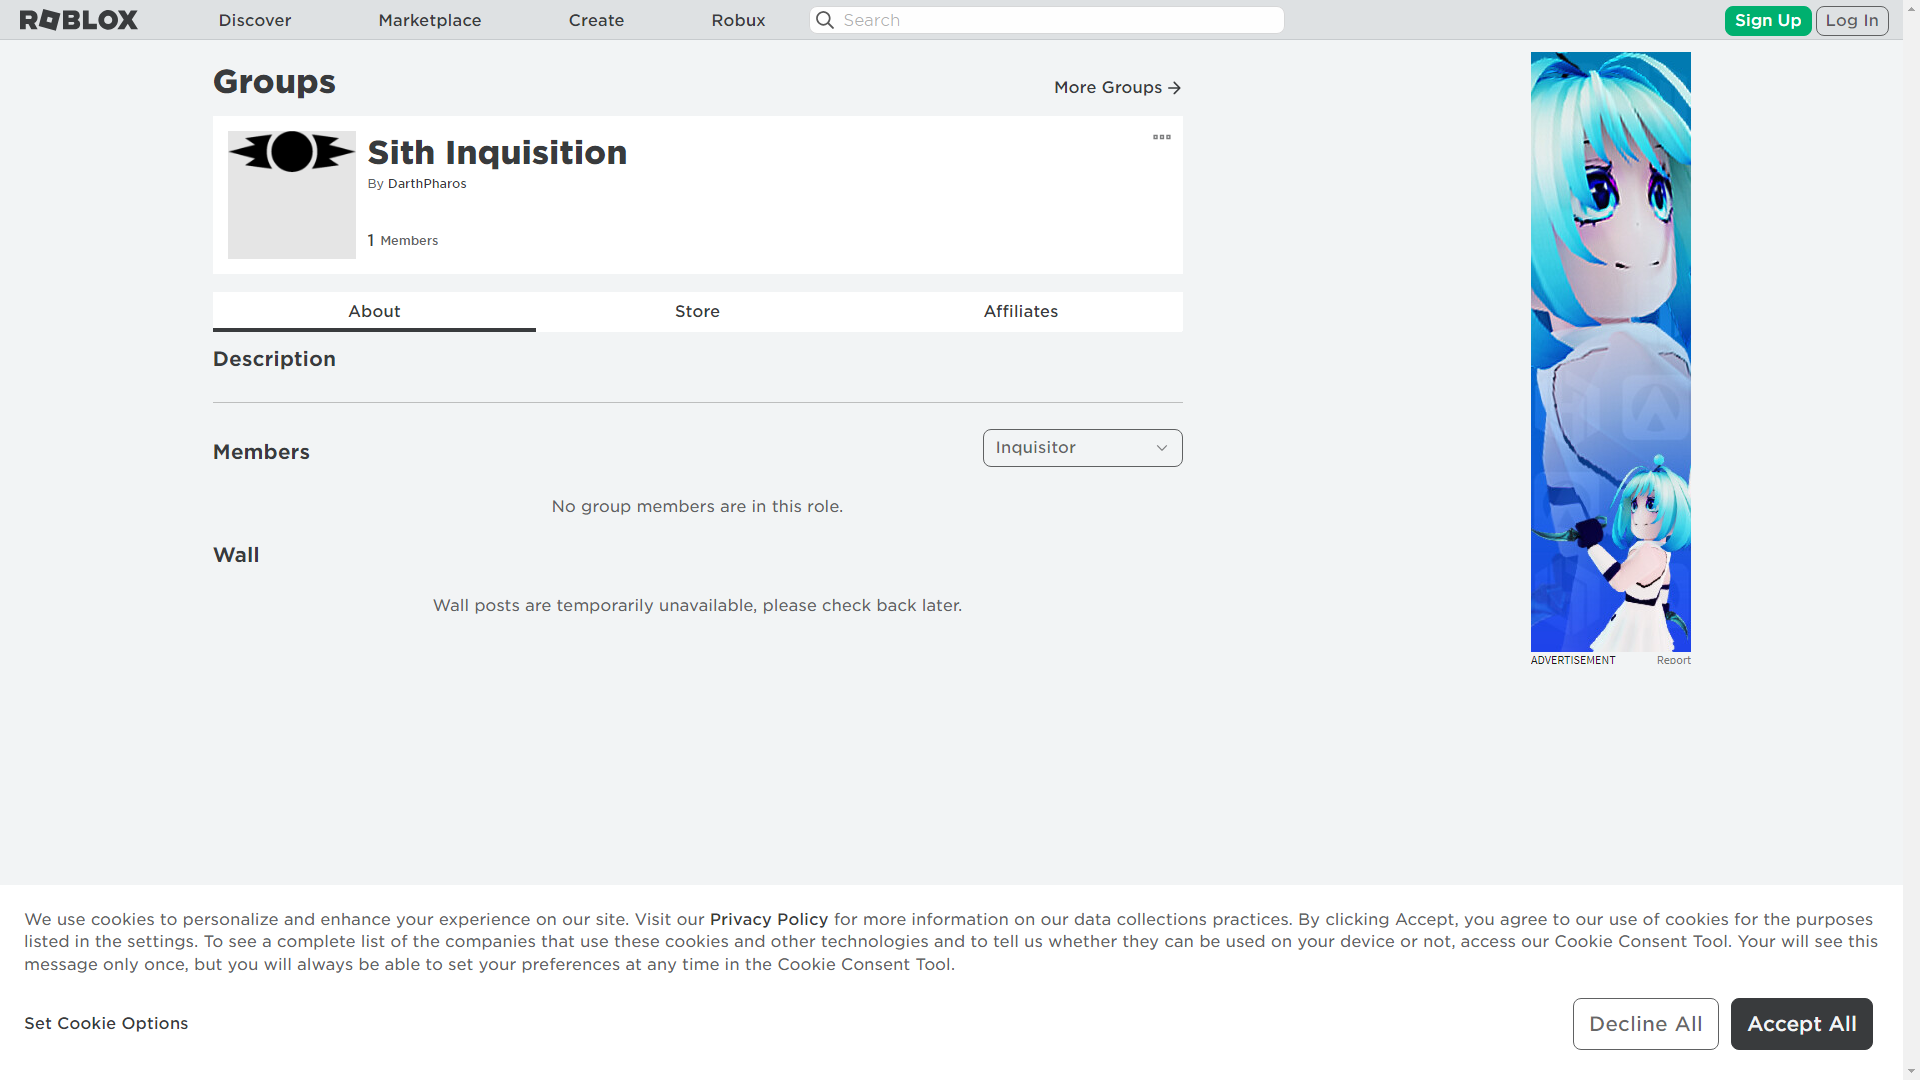 ROBLOX Discover Marketplace Create Robux Search Sign Up Log In
Groups
More Groups
Sith Inquisition
By DarthPharos
1 Members
About Store Affiliates
Description
Members
Inquisitor
No group members are in this role.
Wall
Wall posts are temporarily unavailable, please check back later.
ADVERTISEMENT Report
We use cookies to personalize and enhance your experience on our site. Visit our Privacy Policy for more information on our data collections practices. By clicking Accept, you agree to our use of cookies for the purposes
listed in the settings. To see a complete list of the companies that use these cookies and other technologies and to tell us whether they can be used on your device or not, access our Cookie Consent Tool. Your will see this
message only once, but you will always be able to set your preferences at any time in the Cookie Consent Tool.
Set Cookie Options
Decline All Accept All